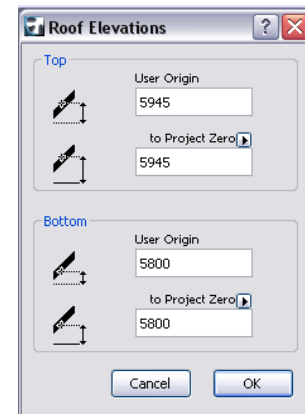 Roof Elevations
Top
User Origin
5945
to Project Zero
5945
Bottom
User Origin
5800
to Project Zero
5800
Cancel OK